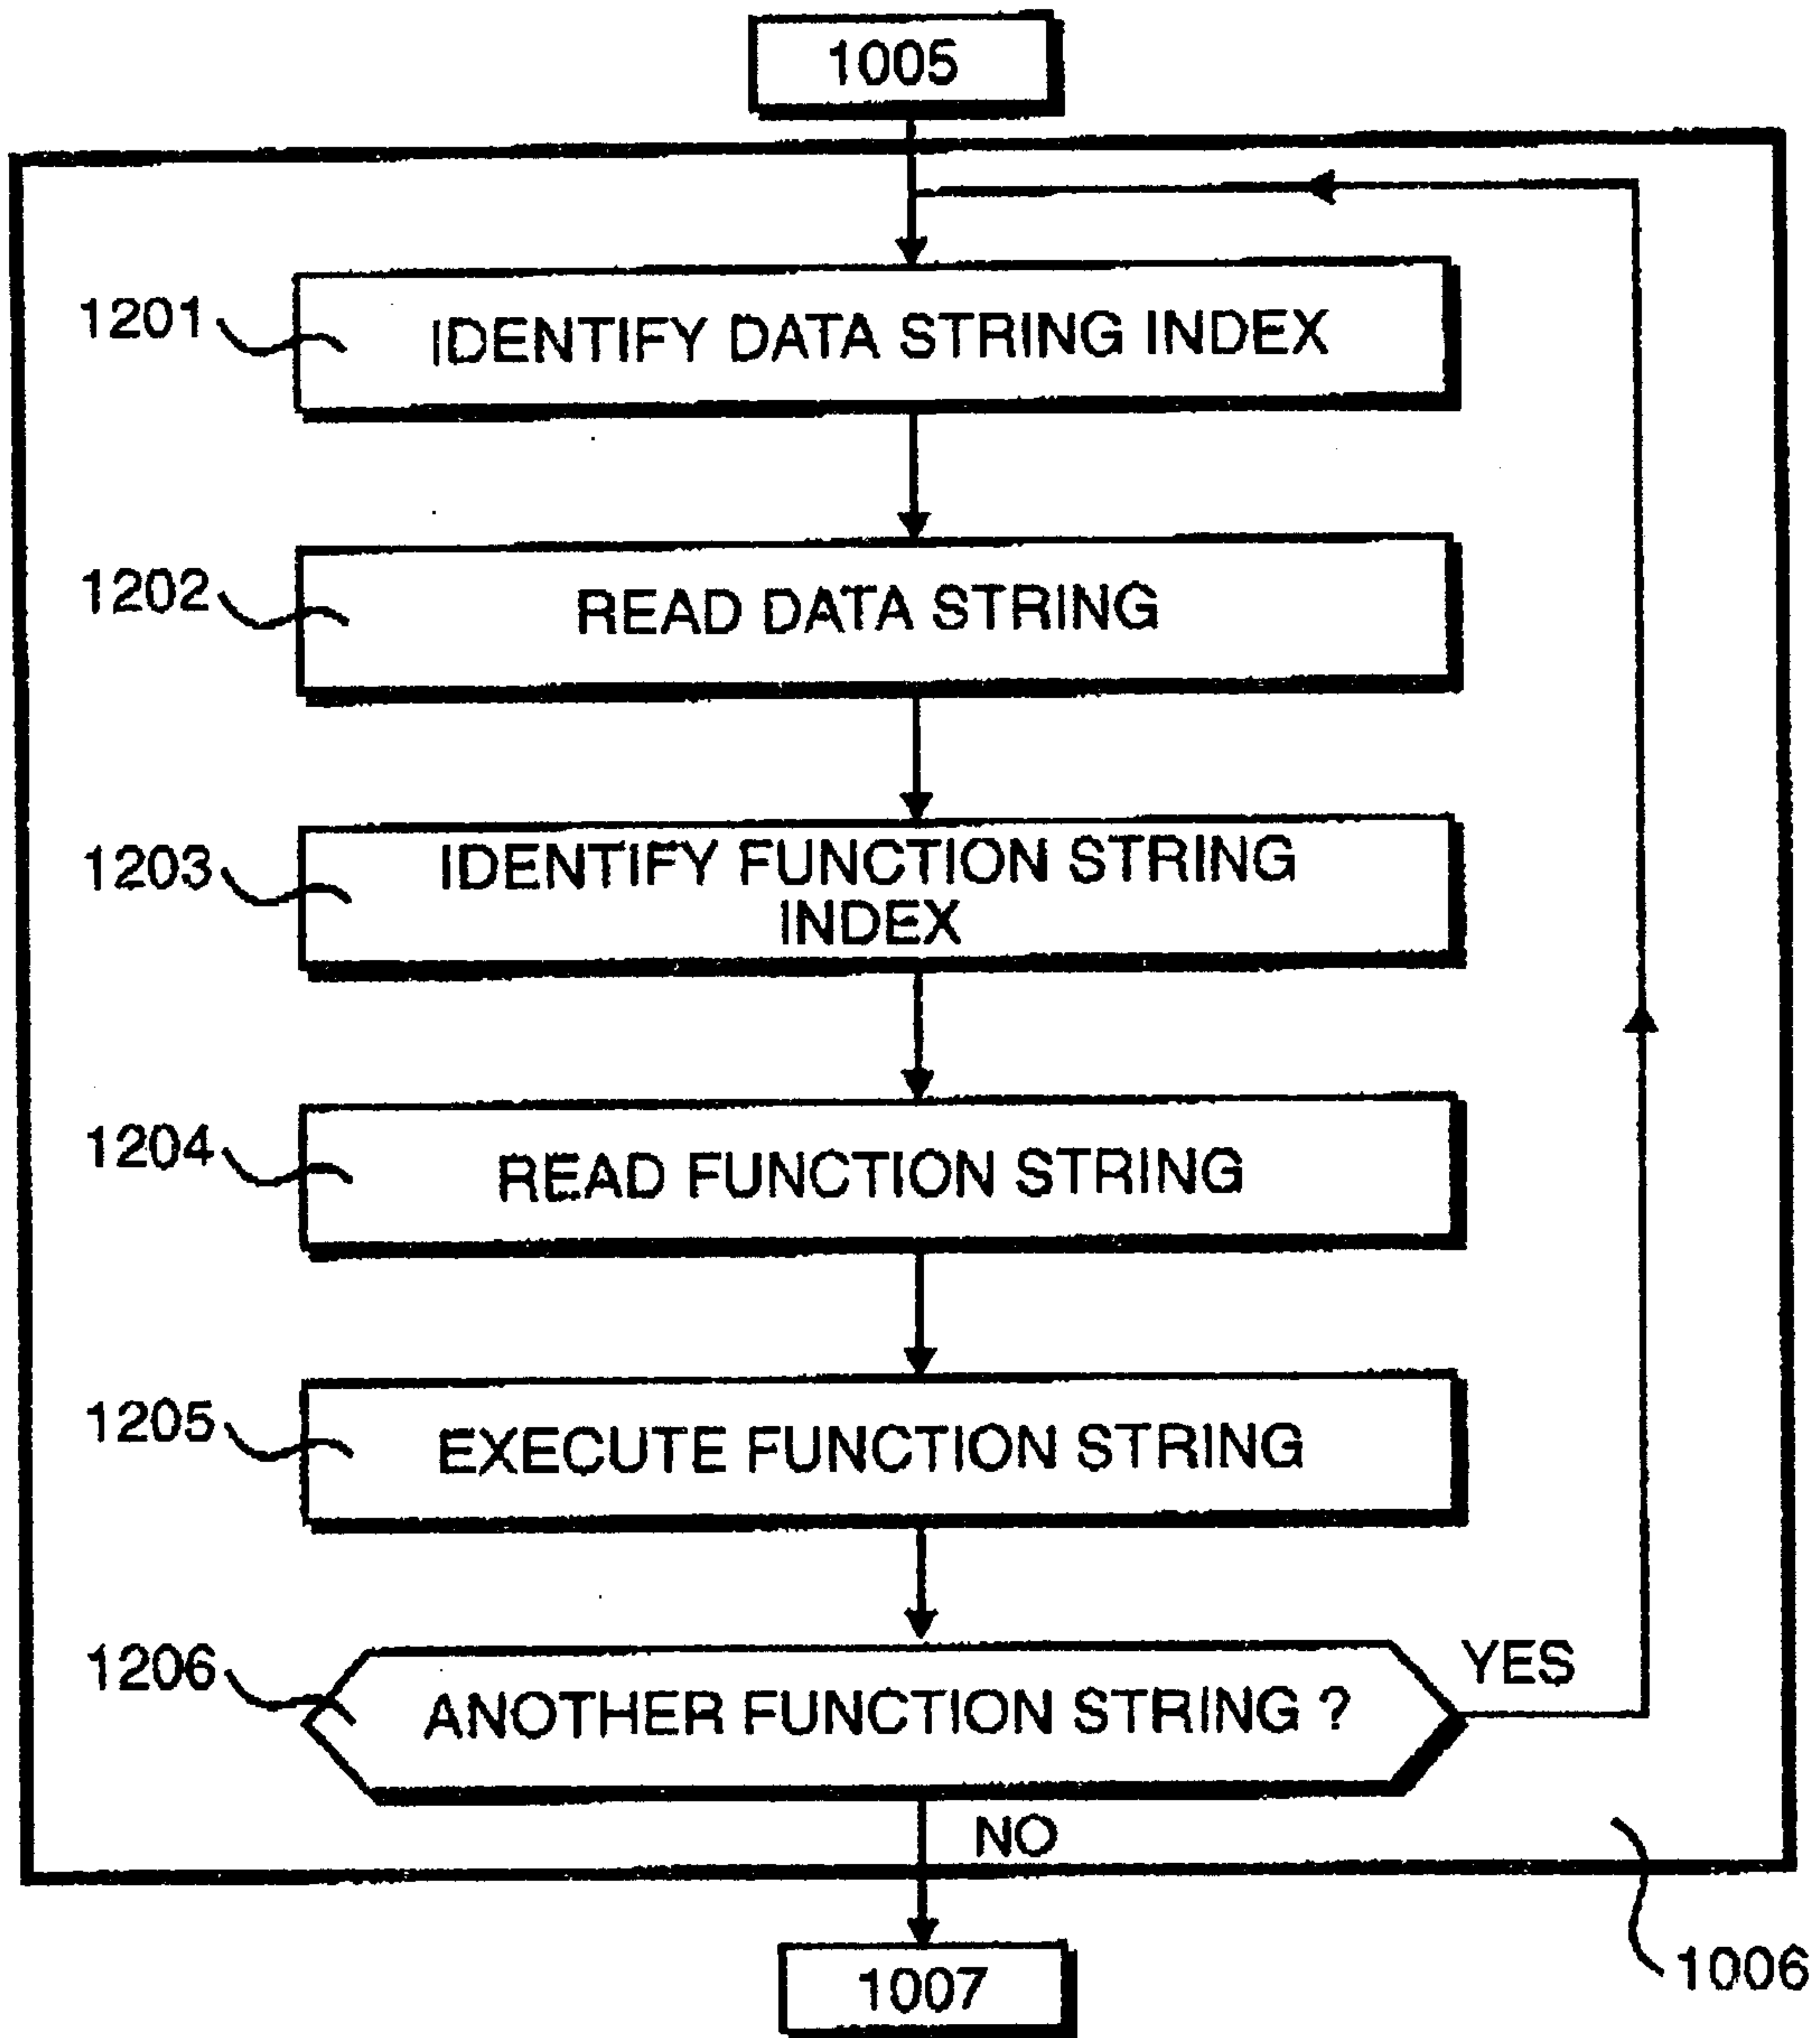 1005
1201
IDENTIFY DATA STRING INDEX
1202
READ DATA STRING
1203
IDENTIFY FUNCTION STRING
INDEX
1204
READ FUNCTION STRING
1205
EXECUTE FUNCTION STRING
1206
ANOTHER FUNCTION STRING ?
YES
NO
1006
1007